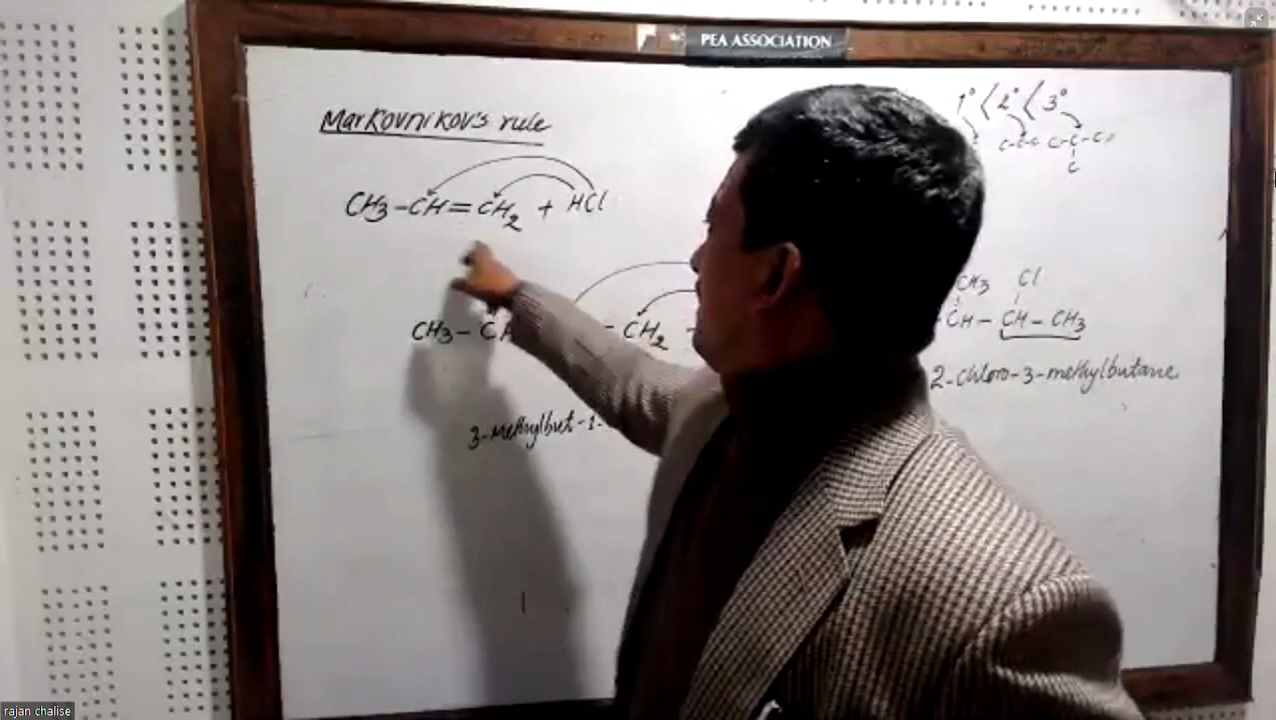 PEA ASSOCIATION
Markovnikov's rule
1° < 2° < 3°
C-C-C C-C-C
C
CH3-CH=CH2 + HCl
CH3 Cl
CH3- CH2
CH - CH - CH3
2-chloro-3-methylbutane
3-methylbut-1-
rajan chalise